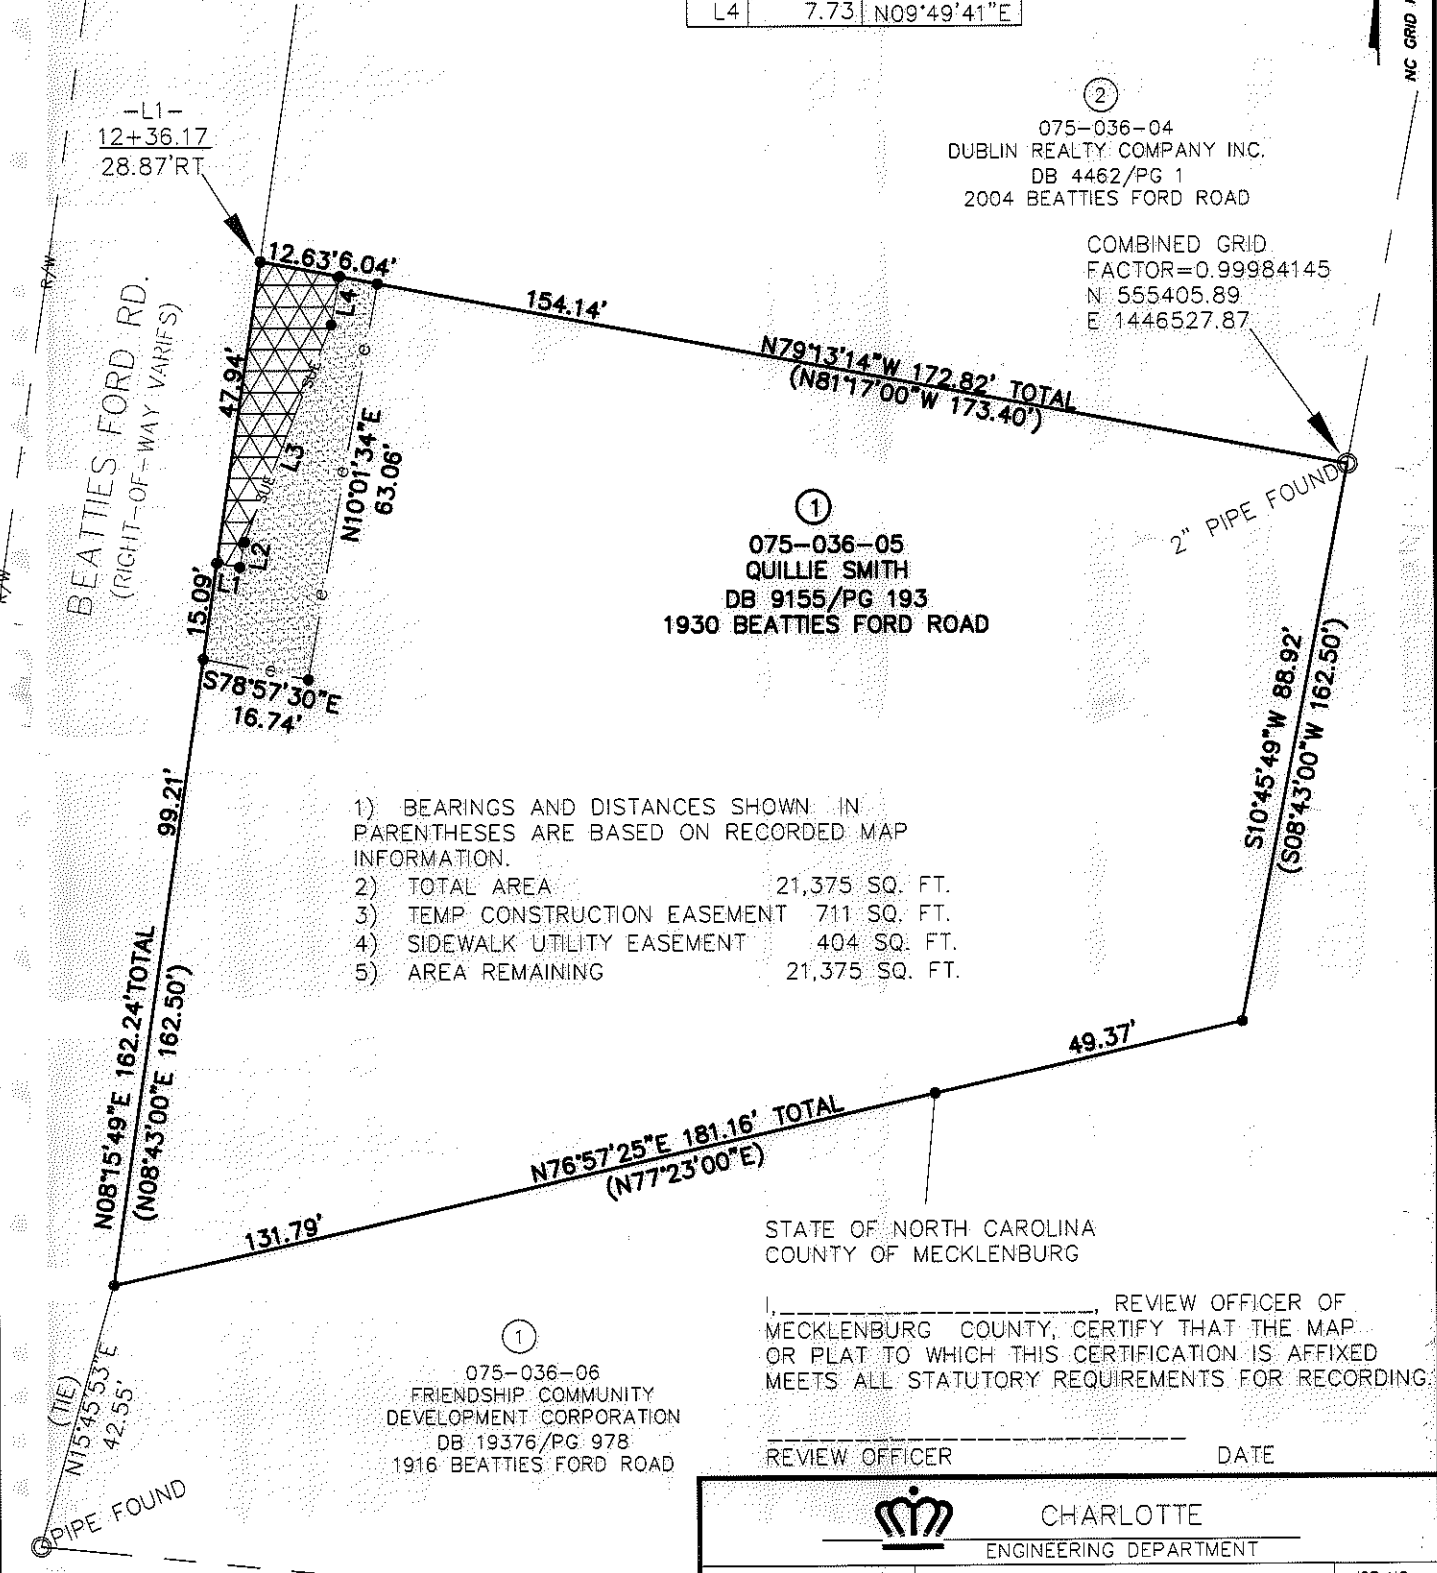 L4 7.73 N09°49'41"E
NC GRID
-L1-
12+36.17
28.87'RT
2
075-036-04
DUBLIN REALTY COMPANY INC.
DB 4462/PG 1
2004 BEATTIES FORD ROAD
COMBINED GRID
FACTOR=0.99984145
N 555405.89
E 1446527.87
R/W
R/W
BEATTIES FORD RD.
(RIGHT-OF-WAY VARIES)
12.63' 6.04'
154.14'
N79°13'14"W 172.82' TOTAL
(N81°17'00"W 173.40')
2" PIPE FOUND
47.94'
L4
e
SUE
L3
SUE
e
N10°01'34"E
63.06'
L2
L1
e
15.09'
e
S78°57'30"E
16.74'
1
075-036-05
QUILLIE SMITH
DB 9155/PG 193
1930 BEATTIES FORD ROAD
S10°45'49"W 88.92'
(S08°43'00"W 162.50')
99.21'
1) BEARINGS AND DISTANCES SHOWN IN
PARENTHESES ARE BASED ON RECORDED MAP
INFORMATION.
2) TOTAL AREA 21,375 SQ. FT.
3) TEMP CONSTRUCTION EASEMENT 711 SQ. FT.
4) SIDEWALK UTILITY EASEMENT 404 SQ. FT.
5) AREA REMAINING 21,375 SQ. FT.
N08°15'49"E 162.24' TOTAL
(N08°43'00"E 162.50')
49.37'
N76°57'25"E 181.16' TOTAL
(N77°23'00"E)
131.79'
STATE OF NORTH CAROLINA
COUNTY OF MECKLENBURG
I,______________________, REVIEW OFFICER OF
MECKLENBURG COUNTY, CERTIFY THAT THE MAP
OR PLAT TO WHICH THIS CERTIFICATION IS AFFIXED
MEETS ALL STATUTORY REQUIREMENTS FOR RECORDING.
REVIEW OFFICER DATE
1
075-036-06
FRIENDSHIP COMMUNITY
DEVELOPMENT CORPORATION
DB 19376/PG 978
1916 BEATTIES FORD ROAD
(TIE)
N15°45'53"E
42.55'
PIPE FOUND
CHARLOTTE
ENGINEERING DEPARTMENT